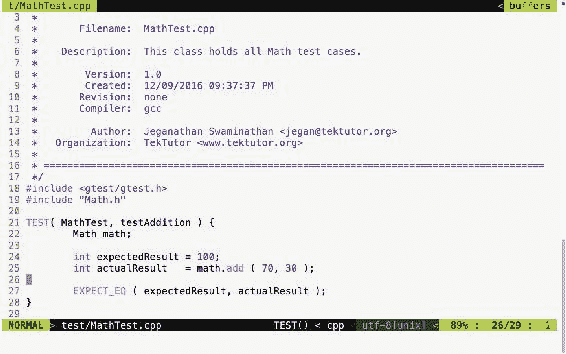 t/MathTest.cpp < buffers
3 *
4 * Filename: MathTest.cpp
5 *
6 * Description: This class holds all Math test cases.
7 *
8 * Version: 1.0
9 * Created: 12/09/2016 09:37:37 PM
10 * Revision: none
11 * Compiler: gcc
12 *
13 * Author: Jeganathan Swaminathan <jegan@tektutor.org>
14 * Organization: TekTutor <www.tektutor.org>
15 *
16 * =====================================================================================
17 */
18 #include <gtest/gtest.h>
19 #include "Math.h"
20
21 TEST( MathTest, testAddition ) {
22 Math math;
23
24 int expectedResult = 100;
25 int actualResult = math.add ( 70, 30 );
26
27 EXPECT_EQ ( expectedResult, actualResult );
28 }
29
NORMAL > test/MathTest.cpp TEST() < cpp < utf-8[unix] < 89% : 26/29 : 1